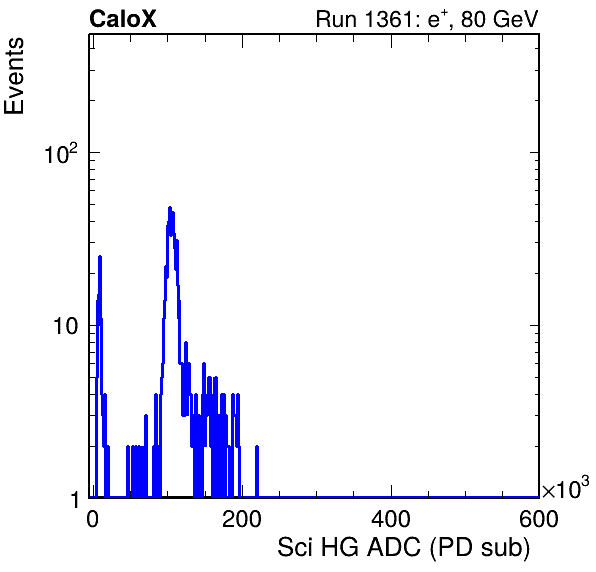 CaloX Run 1361: e⁺, 80 GeV
Events
10²
10
1
0 200 400 600
×10³
Sci HG ADC (PD sub)